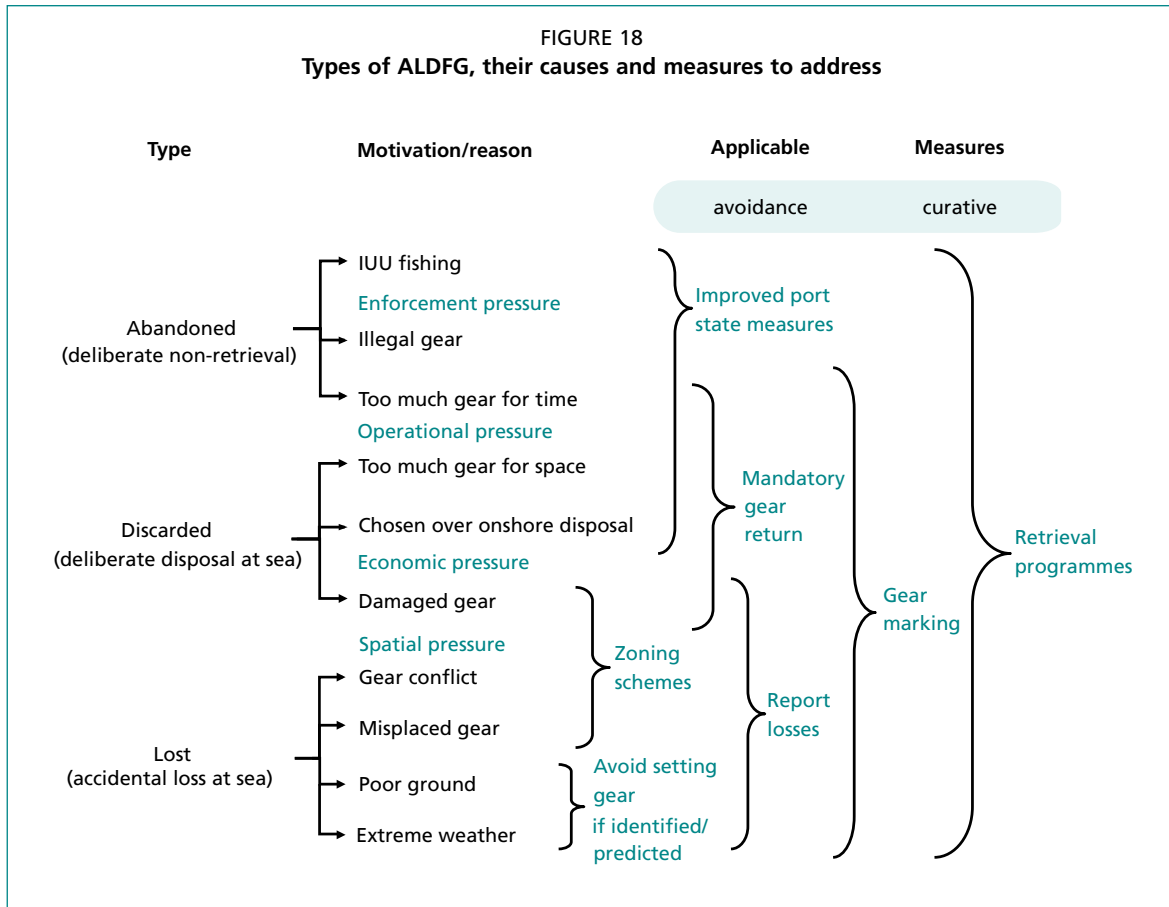 FIGURE 18
Types of ALDFG, their causes and measures to address
Type
Motivation/reason
Applicable
Measures
avoidance
curative
Abandoned
(deliberate non-retrieval)
Discarded
(deliberate disposal at sea)
Lost
(accidental loss at sea)
IUU fishing
Enforcement pressure
Illegal gear
Too much gear for time
Operational pressure
Too much gear for space
Chosen over onshore disposal
Economic pressure
Damaged gear
Spatial pressure
Gear conflict
Misplaced gear
Poor ground
Extreme weather
Zoning
schemes
Avoid setting
gear
if identified/
predicted
Improved port
state measures
Mandatory
gear
return
Report
losses
Gear
marking
Retrieval
programmes